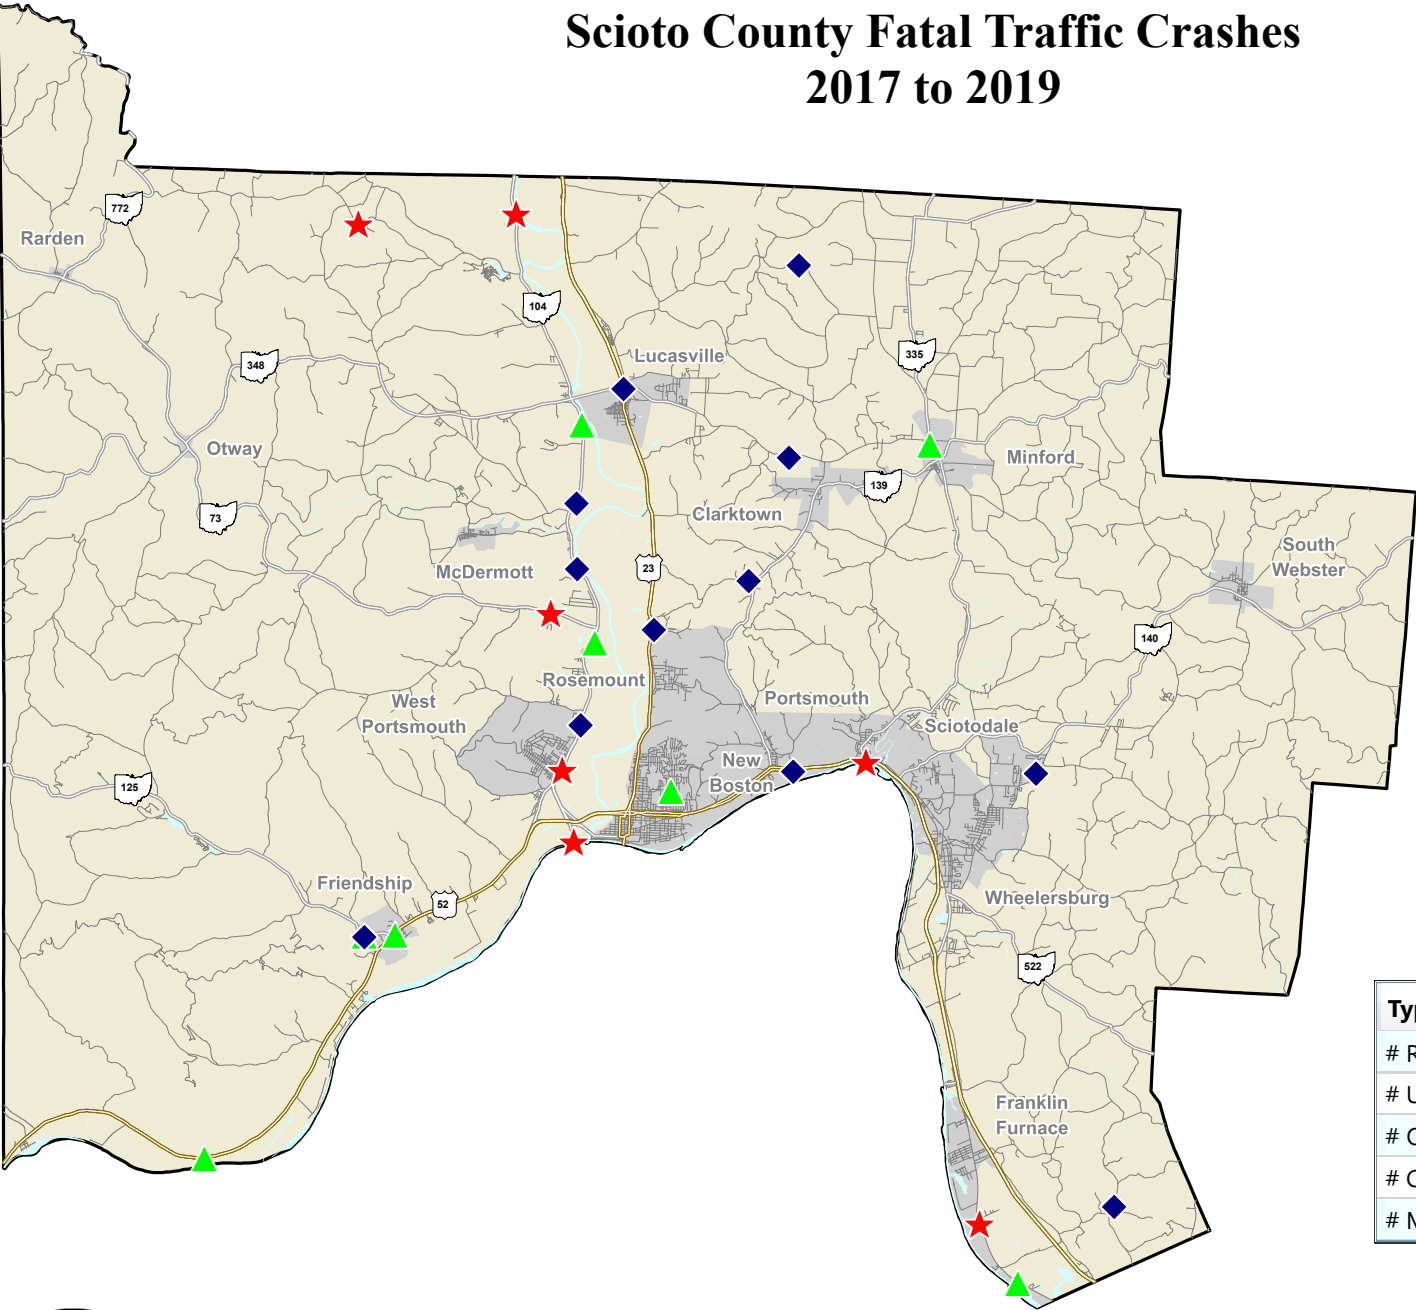 Scioto County Fatal Traffic Crashes
2017 to 2019
772
Rarden
104
Lucasville
335
348
Otway
Minford
139
73
Clarktown
South
Webster
McDermott
23
140
Rosemount
West
Portsmouth
Portsmouth
Sciotodale
New
Boston
125
Friendship
52
Wheelersburg
522
Franklin
Furnace
# R
# U
# C
# M